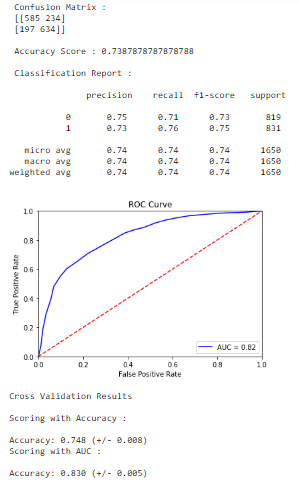 Confusion Matrix :
[[585 234]
[197 634]]
Accuracy Score : 0.7387878787878788
Classification Report :
precision recall f1-score support
0 0.75 0.71 0.73 819
1 0.73 0.76 0.75 831
micro avg 0.74 0.74 0.74 1650
macro avg 0.74 0.74 0.74 1650
weighted avg 0.74 0.74 0.74 1650
ROC Curve
1.0
0.8
0.6
0.4
0.2
0.0
True Positive Rate
AUC = 0.82
0.0 0.2 0.4 0.6 0.8 1.0
False Positive Rate
Cross Validation Results
Scoring with Accuracy :
Accuracy: 0.748 (+/- 0.008)
Scoring with AUC :
Accuracy: 0.830 (+/- 0.005)